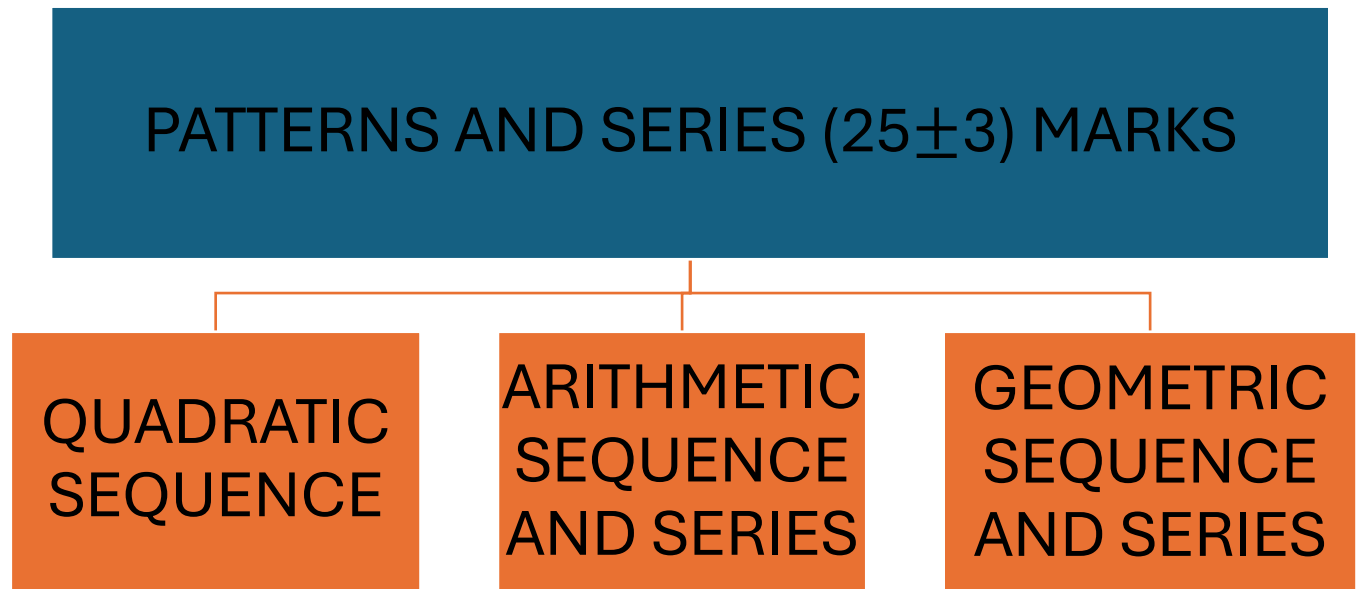 PATTERNS AND SERIES (25±3) MARKS
QUADRATIC
SEQUENCE
ARITHMETIC
SEQUENCE
AND SERIES
GEOMETRIC
SEQUENCE
AND SERIES